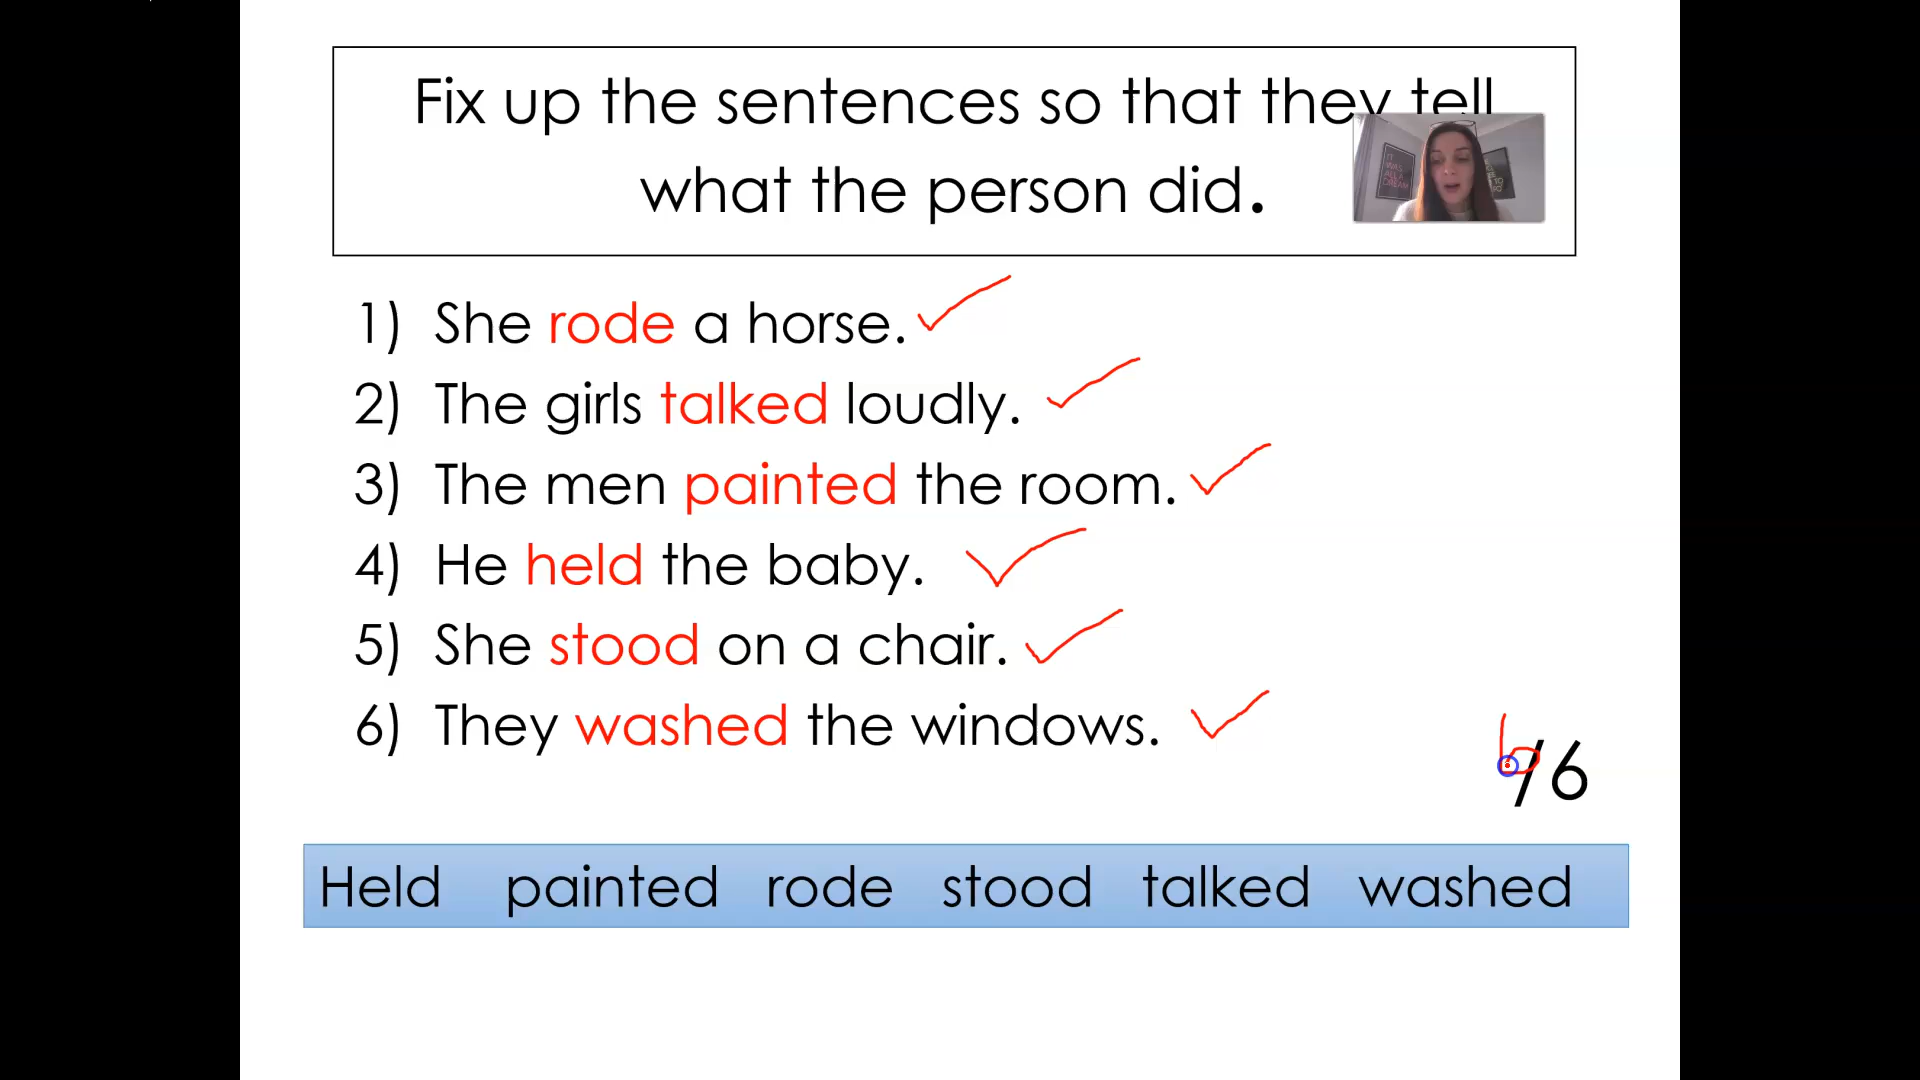 Fix up the sentences so that they tell
what the person did.
1) She rode a horse.
2) The girls talked loudly.
3) The men painted the room.
4) He held the baby.
5) She stood on a chair.
6) They washed the windows.
6/6
Held painted rode stood talked washed